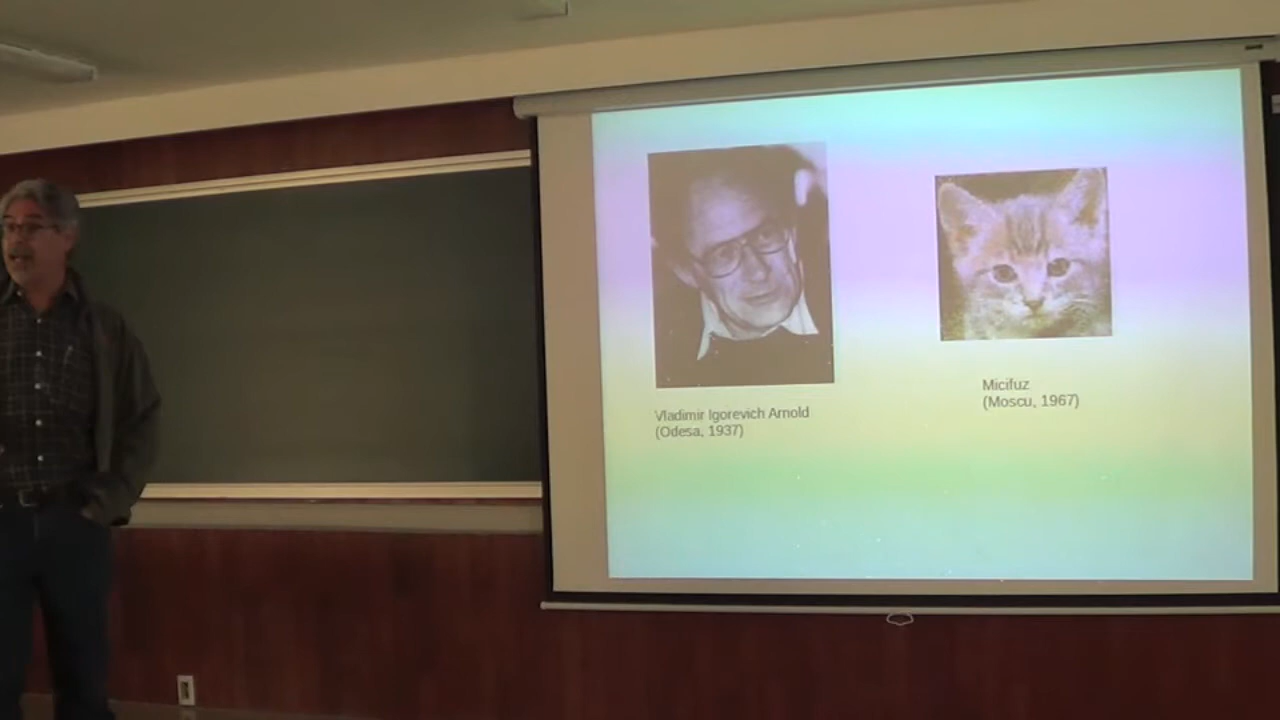 Vladimir Igorevich Arnold
(Odesa, 1937)
Micifuz
(Moscu, 1967)